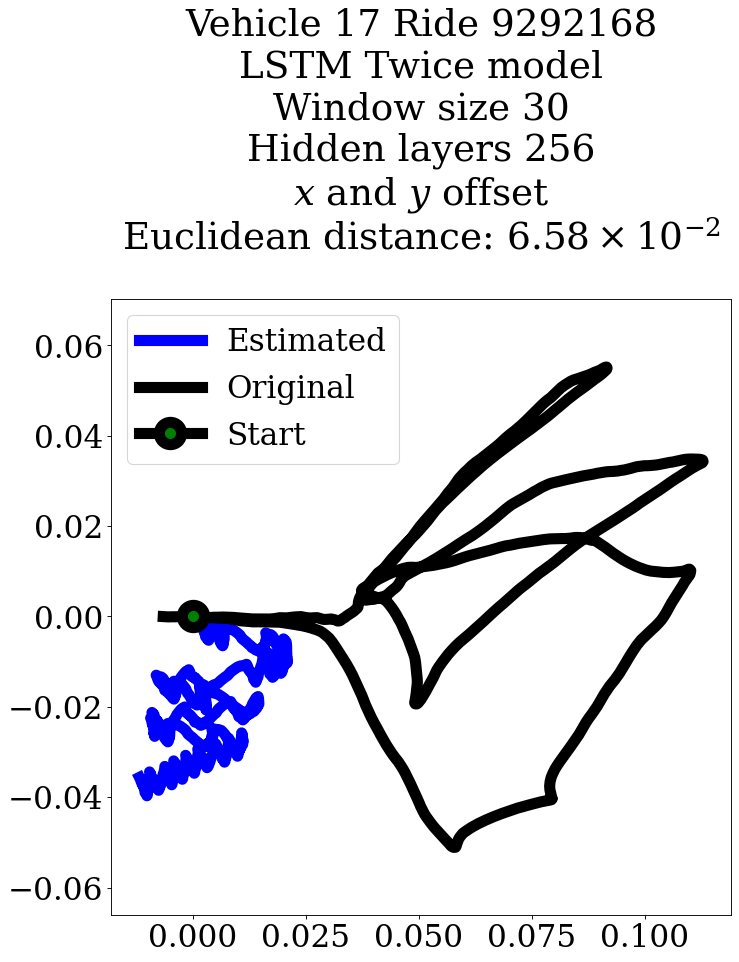 Vehicle 17 Ride 9292168
LSTM Twice model
Window size 30
Hidden layers 256
x and y offset
Euclidean distance: 6.58 × 10⁻²
Estimated
Original
Start
0.06
0.04
0.02
0.00
−0.02
−0.04
−0.06
0.000 0.025 0.050 0.075 0.100